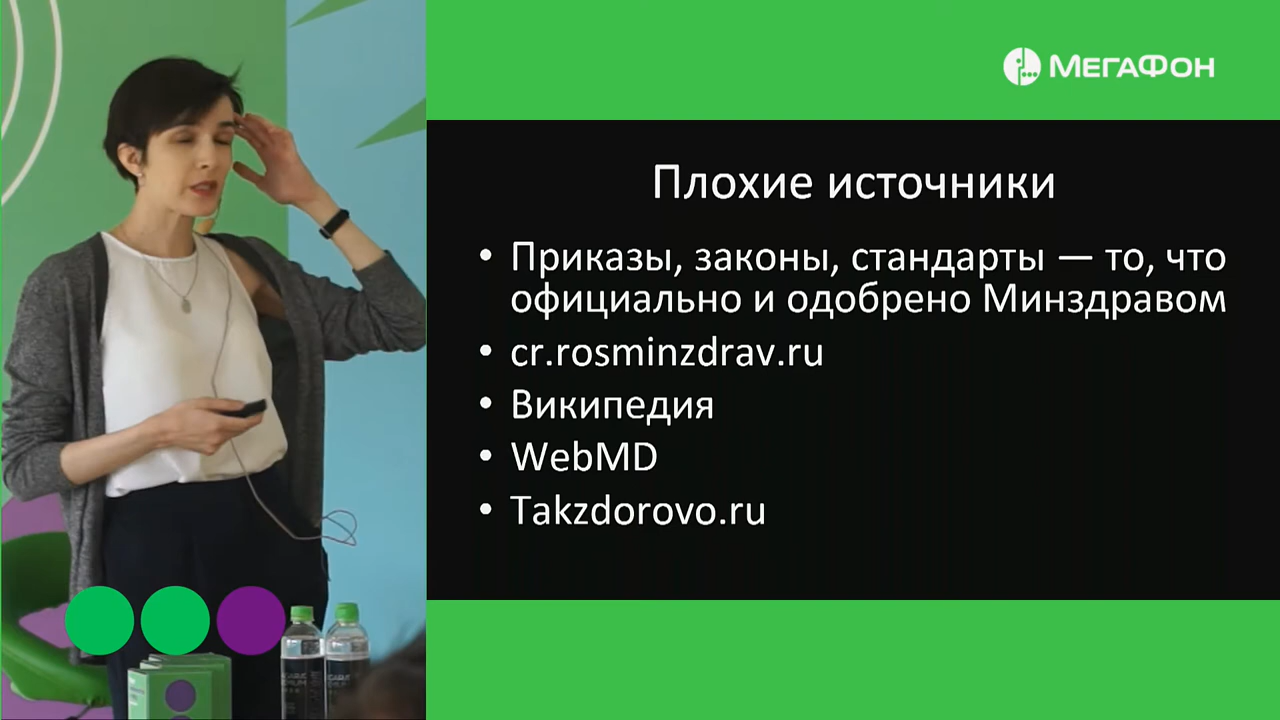 МЕГАФОН
Плохие источники
• Приказы, законы, стандарты — то, что
официально и одобрено Минздравом
• cr.rosminzdrav.ru
• Википедия
• WebMD
• Takzdorovo.ru